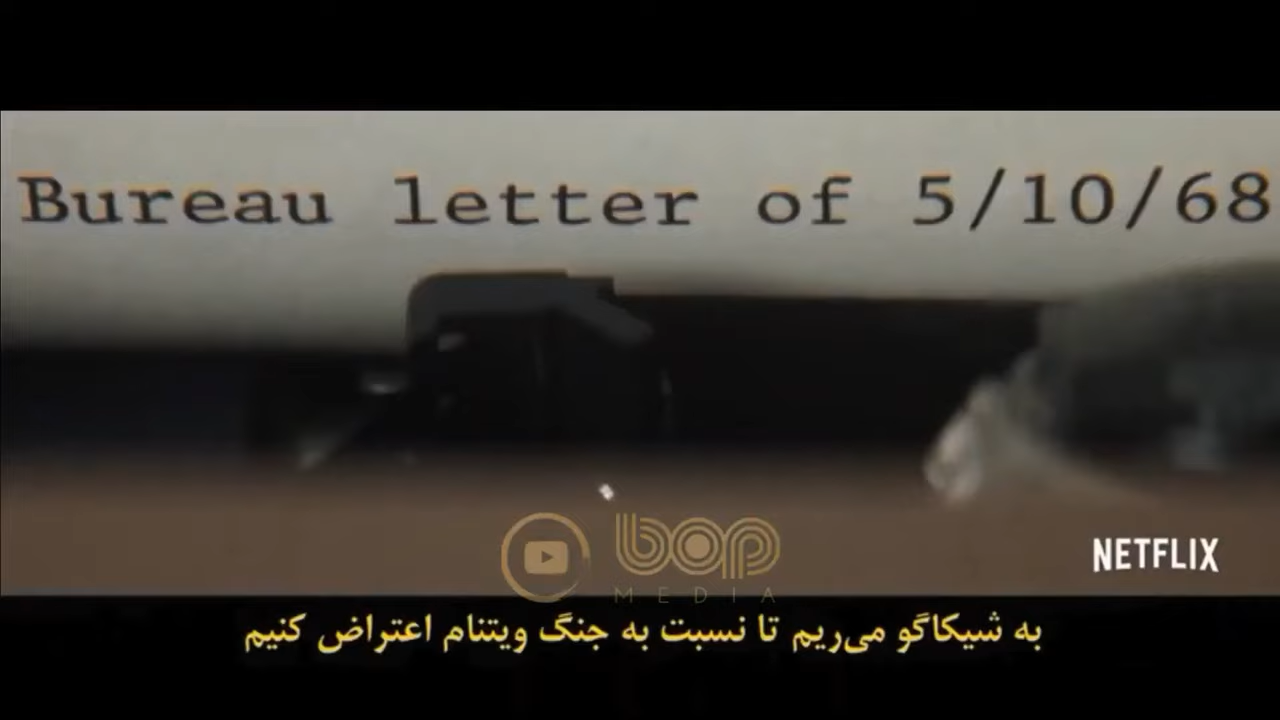 Bureau letter of 5/10/68
bop
MEDIA
NETFLIX
به شیکاگو می‌ریم تا نسبت به جنگ ویتنام اعتراض کنیم